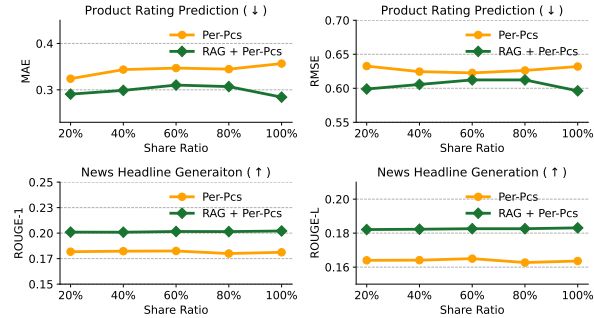 Product Rating Prediction (↓)
MAE
0.4
0.3
Per-Pcs
RAG + Per-Pcs
20% 40% 60% 80% 100%
Share Ratio
Product Rating Prediction (↓)
RMSE
0.70
0.65
0.60
0.55
Per-Pcs
RAG + Per-Pcs
20% 40% 60% 80% 100%
Share Ratio
News Headline Generaiton (↑)
ROUGE-1
0.25
0.23
0.20
0.17
0.15
Per-Pcs
RAG + Per-Pcs
20% 40% 60% 80% 100%
Share Ratio
News Headline Generation (↑)
ROUGE-L
0.20
0.18
0.16
Per-Pcs
RAG + Per-Pcs
20% 40% 60% 80% 100%
Share Ratio